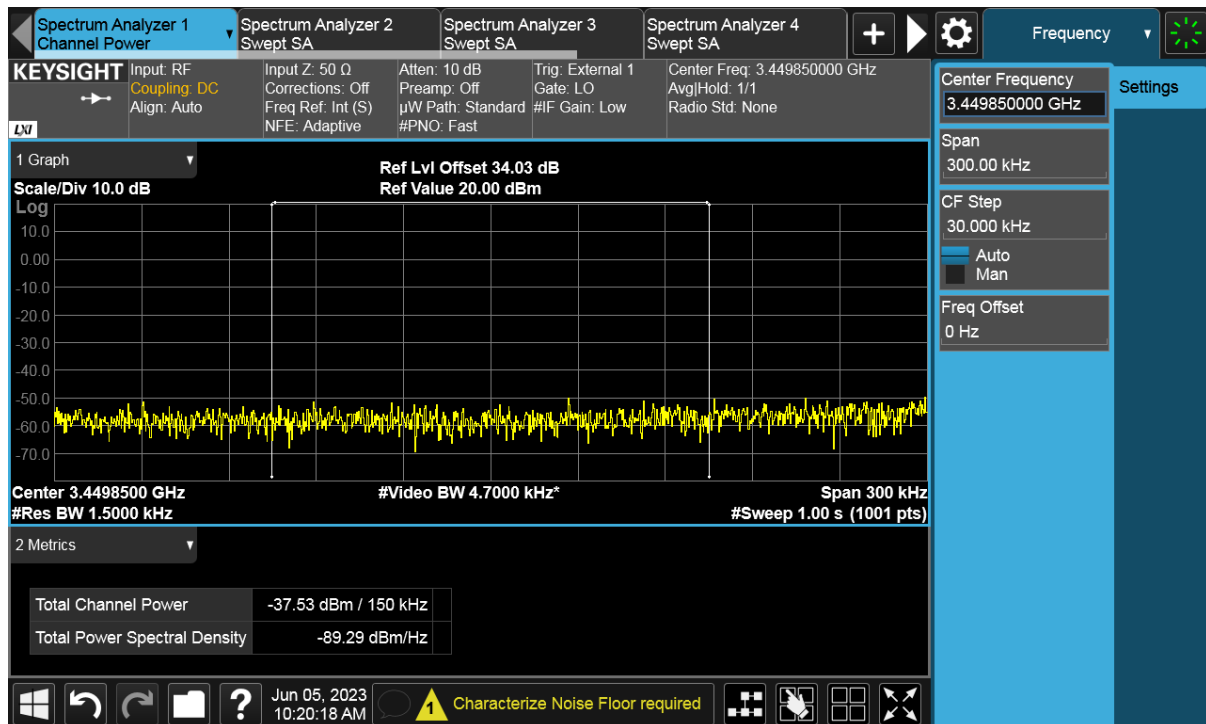 Spectrum Analyzer 1
Channel Power
Spectrum Analyzer 2
Swept SA
Spectrum Analyzer 3
Swept SA
Spectrum Analyzer 4
Swept SA
Frequency
KEYSIGHT
LXI
Input: RF
Coupling: DC
Align: Auto
Input Z: 50 Ω
Corrections: Off
Freq Ref: Int (S)
NFE: Adaptive
Atten: 10 dB
Preamp: Off
µW Path: Standard
#PNO: Fast
Trig: External 1
Gate: LO
#IF Gain: Low
Center Freq: 3.449850000 GHz
Avg|Hold: 1/1
Radio Std: None
Center Frequency
3.449850000 GHz
Settings
Span
300.00 kHz
CF Step
30.000 kHz
Auto
Man
Freq Offset
0 Hz
1 Graph
Scale/Div 10.0 dB
Ref Lvl Offset 34.03 dB
Ref Value 20.00 dBm
Log
10.0
0.00
-10.0
-20.0
-30.0
-40.0
-50.0
-60.0
-70.0
Center 3.4498500 GHz
#Video BW 4.7000 kHz*
Span 300 kHz
#Res BW 1.5000 kHz
#Sweep 1.00 s (1001 pts)
2 Metrics
Total Channel Power -37.53 dBm / 150 kHz
Total Power Spectral Density -89.29 dBm/Hz
?
Jun 05, 2023
10:20:18 AM
1
Characterize Noise Floor required